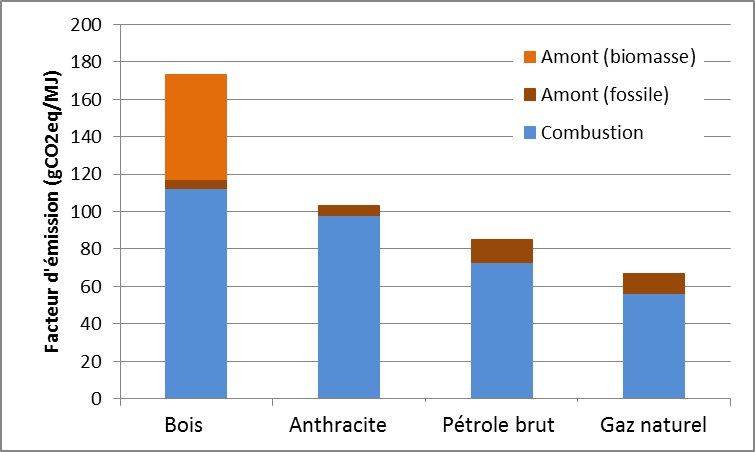 Facteur d'émission (gCO2eq/MJ)
200
180
160
140
120
100
80
60
40
20
0
Amont (biomasse)
Amont (fossile)
Combustion
Bois
Anthracite
Pétrole brut
Gaz naturel